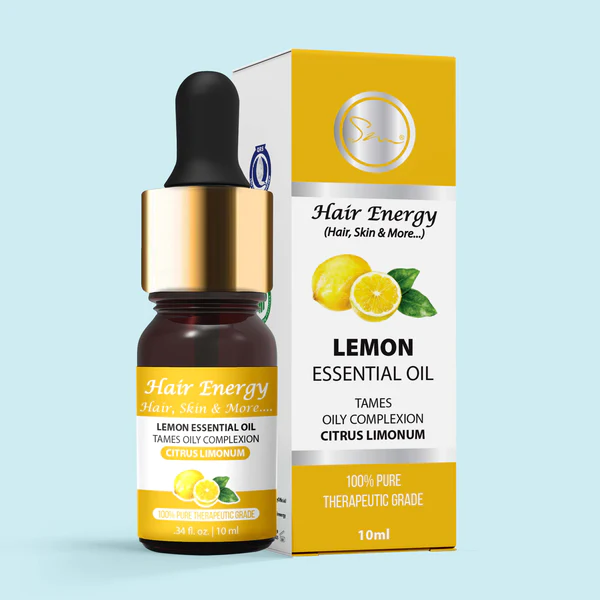 Hair Energy
(Hair, Skin & More...)
LEMON
ESSENTIAL OIL
TAMES
OILY COMPLEXION
CITRUS LIMONUM
100% PURE
THERAPEUTIC GRADE
10ml
Hair Energy
Hair, Skin & More....
LEMON ESSENTIAL OIL
TAMES OILY COMPLEXION
CITRUS LIMONUM
100% PURE THERAPEUTIC GRADE
.34 fl. oz. | 10 ml